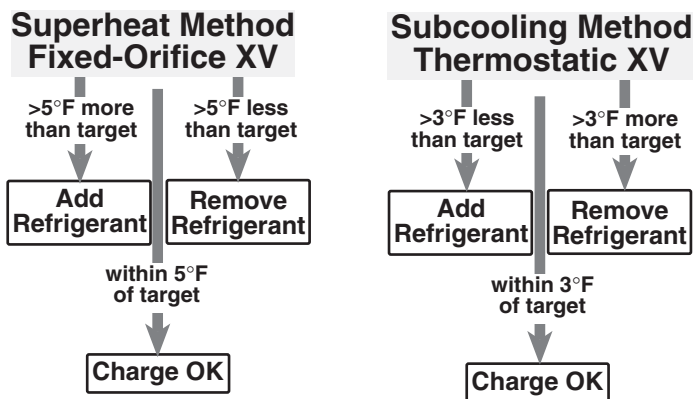 Superheat Method
Fixed-Orifice XV
>5°F more
than target
>5°F less
than target
Add
Refrigerant
Remove
Refrigerant
within 5°F
of target
Charge OK
Subcooling Method
Thermostatic XV
>3°F less
than target
>3°F more
than target
Add
Refrigerant
Remove
Refrigerant
within 3°F
of target
Charge OK